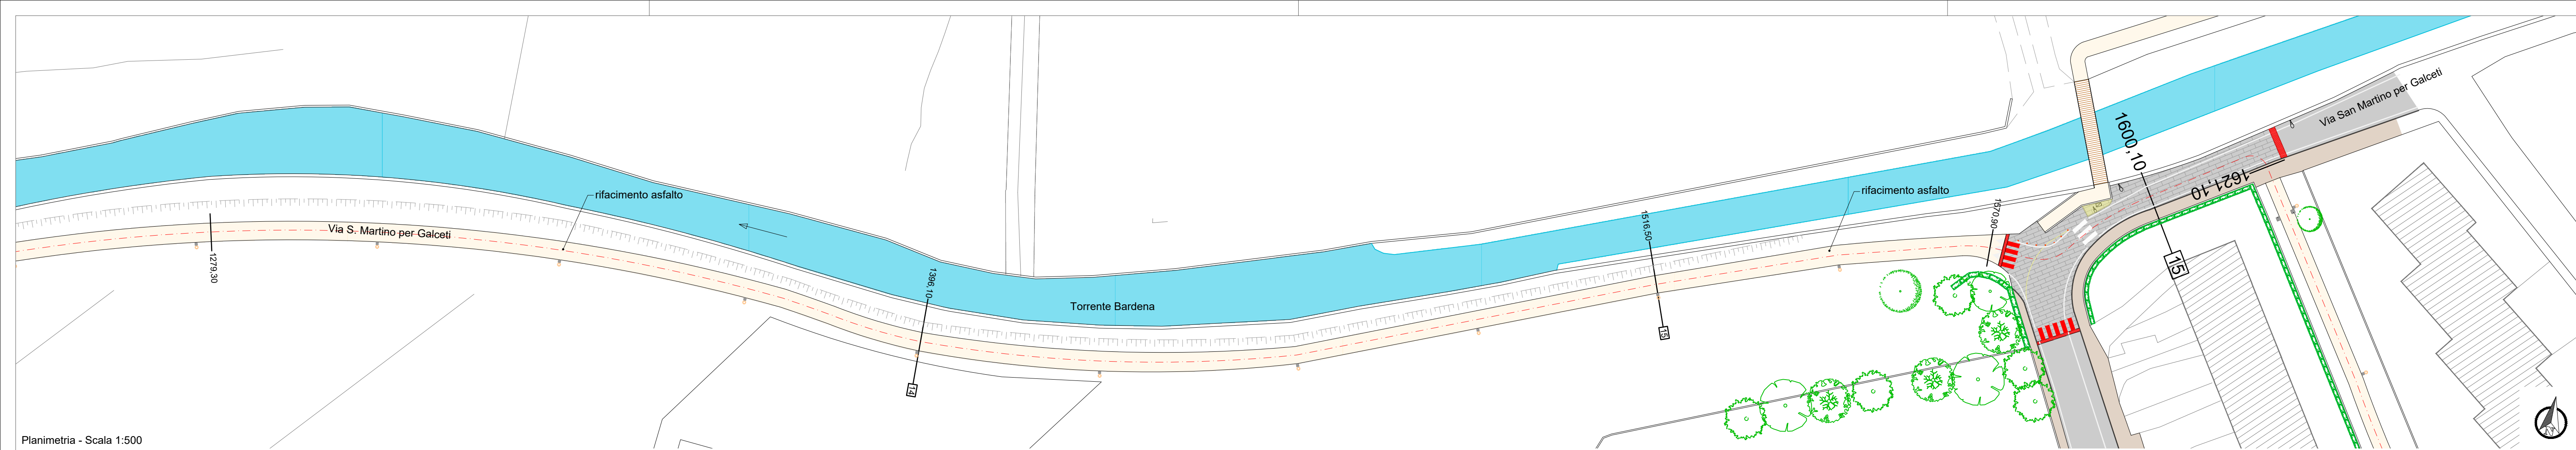 Via San Martino per Galceti
1600,10
1621,10
rifacimento asfalto
rifacimento asfalto
Via S. Martino per Galceti
1279,30
1396,10
1516,50
1570,90
Torrente Bardena
15
15
14
Planimetria - Scala 1:500